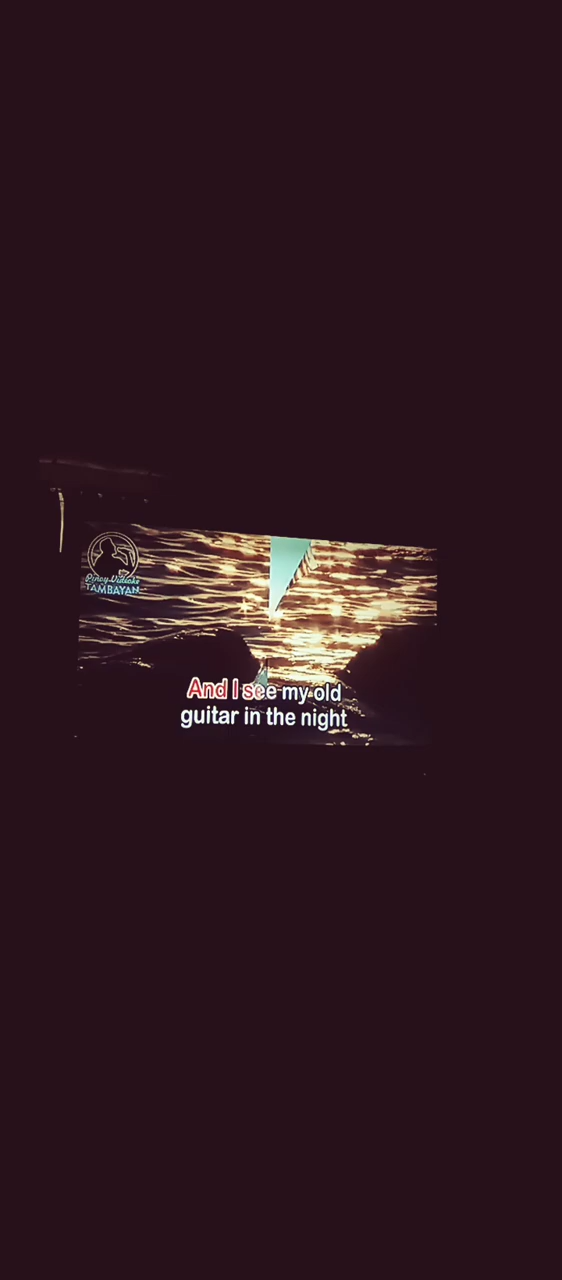 Pinoy Videoke
TAMBAYAN
And I see my old
guitar in the night